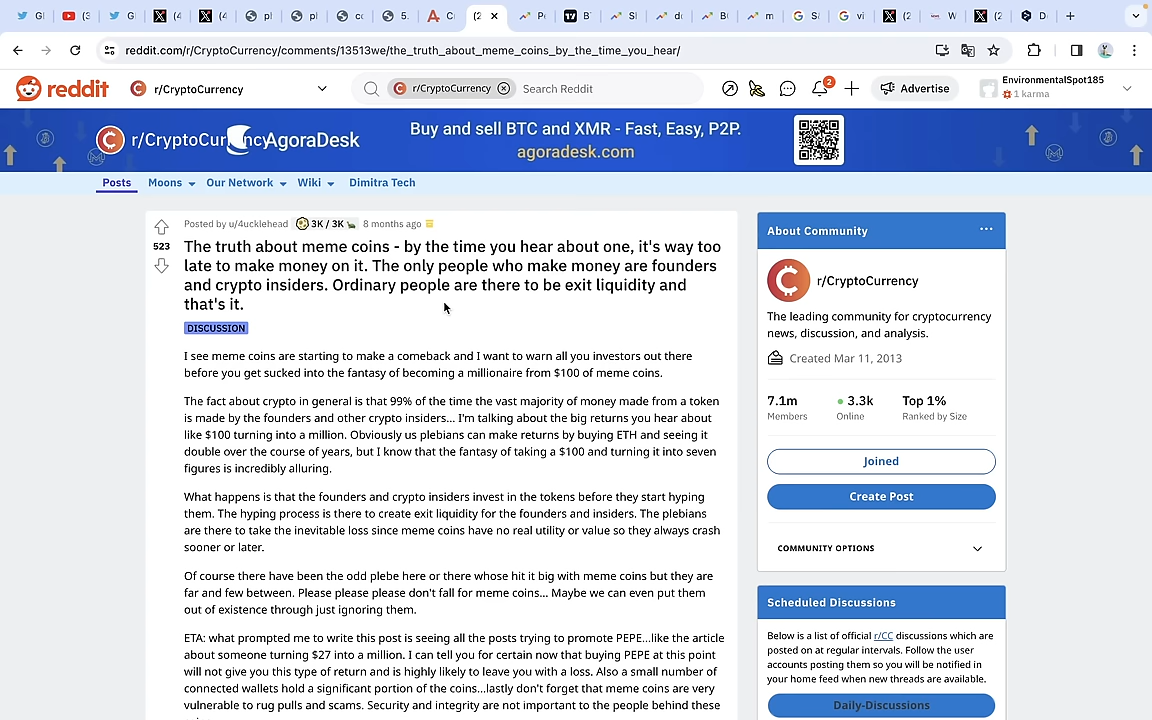 Gl
(3
Gl
(4
(4
pl
pl
cc
5.
C
(2
P
B
Sl
d
B
m
Sa
vi
(2
W
(2
D
reddit.com/r/CryptoCurrency/comments/13513we/the_truth_about_meme_coins_by_the_time_you_hear/
reddit
r/CryptoCurrency
r/CryptoCurrency
Search Reddit
2
Advertise
EnvironmentalSpot185
1 karma
r/CryptoCurrency
AgoraDesk
Buy and sell BTC and XMR - Fast, Easy, P2P.
agoradesk.com
Posts
Moons
Our Network
Wiki
Dimitra Tech
523
Posted by u/4ucklehead
3K / 3K
8 months ago
The truth about meme coins - by the time you hear about one, it's way too
late to make money on it. The only people who make money are founders
and crypto insiders. Ordinary people are there to be exit liquidity and
that's it.
DISCUSSION
I see meme coins are starting to make a comeback and I want to warn all you investors out there
before you get sucked into the fantasy of becoming a millionaire from $100 of meme coins.
The fact about crypto in general is that 99% of the time the vast majority of money made from a token
is made by the founders and other crypto insiders... I'm talking about the big returns you hear about
like $100 turning into a million. Obviously us plebians can make returns by buying ETH and seeing it
double over the course of years, but I know that the fantasy of taking a $100 and turning it into seven
figures is incredibly alluring.
What happens is that the founders and crypto insiders invest in the tokens before they start hyping
them. The hyping process is there to create exit liquidity for the founders and insiders. The plebians
are there to take the inevitable loss since meme coins have no real utility or value so they always crash
sooner or later.
Of course there have been the odd plebe here or there whose hit it big with meme coins but they are
far and few between. Please please please don't fall for meme coins... Maybe we can even put them
out of existence through just ignoring them.
ETA: what prompted me to write this post is seeing all the posts trying to promote PEPE...like the article
about someone turning $27 into a million. I can tell you for certain now that buying PEPE at this point
will not give you this type of return and is highly likely to leave you with a loss. Also a small number of
connected wallets hold a significant portion of the coins...lastly don't forget that meme coins are very
vulnerable to rug pulls and scams. Security and integrity are not important to the people behind these
About Community
r/CryptoCurrency
The leading community for cryptocurrency
news, discussion, and analysis.
Created Mar 11, 2013
7.1m
3.3k
Top 1%
Members
Online
Ranked by Size
Joined
Create Post
COMMUNITY OPTIONS
Scheduled Discussions
Below is a list of official r/CC discussions which are
posted on at regular intervals. Follow the user
accounts posting them so you will be notified in
your home feed when new threads are available.
Daily-Discussions